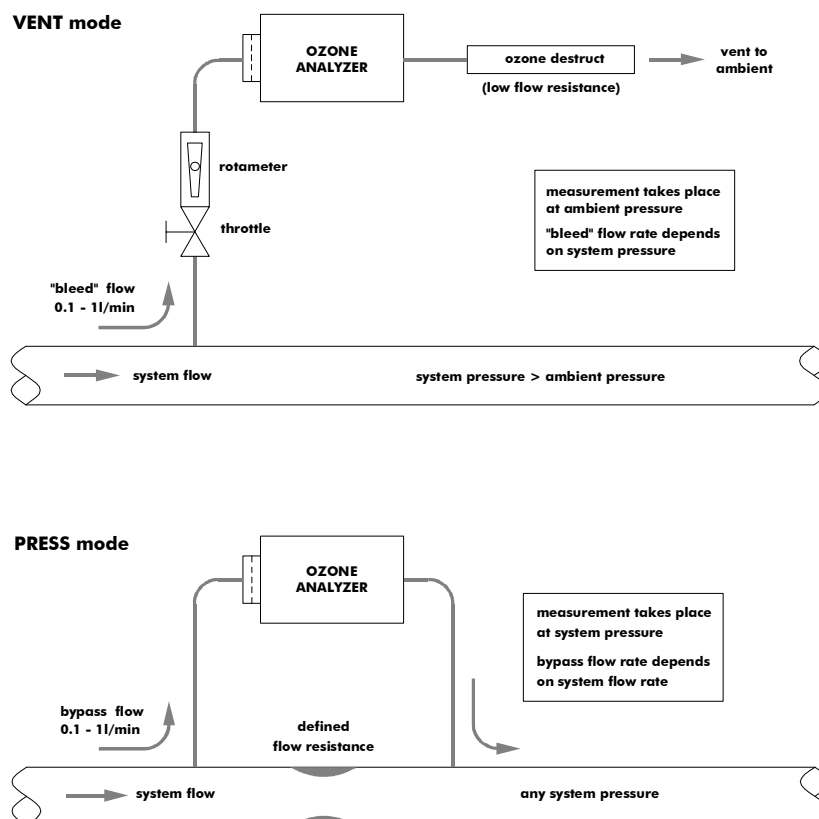 VENT mode
OZONE
ANALYZER
ozone destruct
(low flow resistance)
vent to
ambient
rotameter
throttle
measurement takes place
at ambient pressure
"bleed" flow rate depends
on system pressure
"bleed" flow
0.1 - 1l/min
system flow
system pressure > ambient pressure
PRESS mode
OZONE
ANALYZER
measurement takes place
at system pressure
bypass flow rate depends
on system flow rate
bypass flow
0.1 - 1l/min
defined
flow resistance
system flow
any system pressure